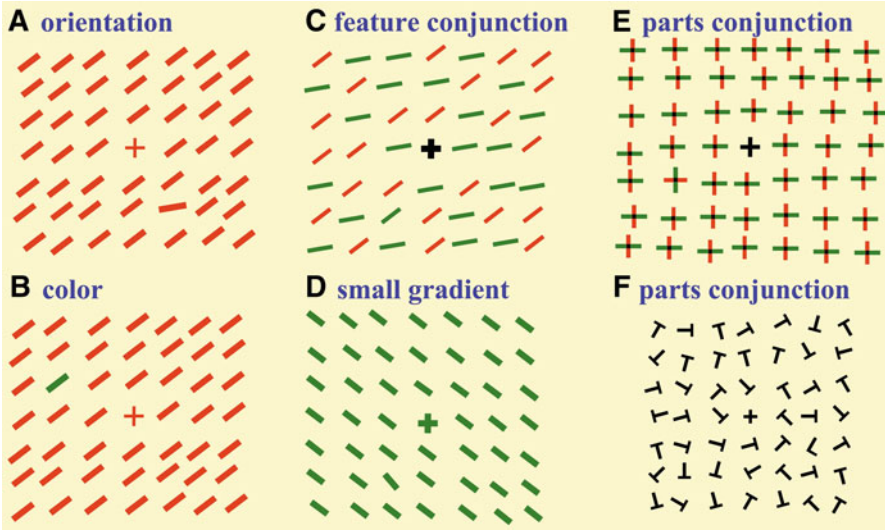 A orientation
C feature conjunction
E parts conjunction
B color
D small gradient
F parts conjunction